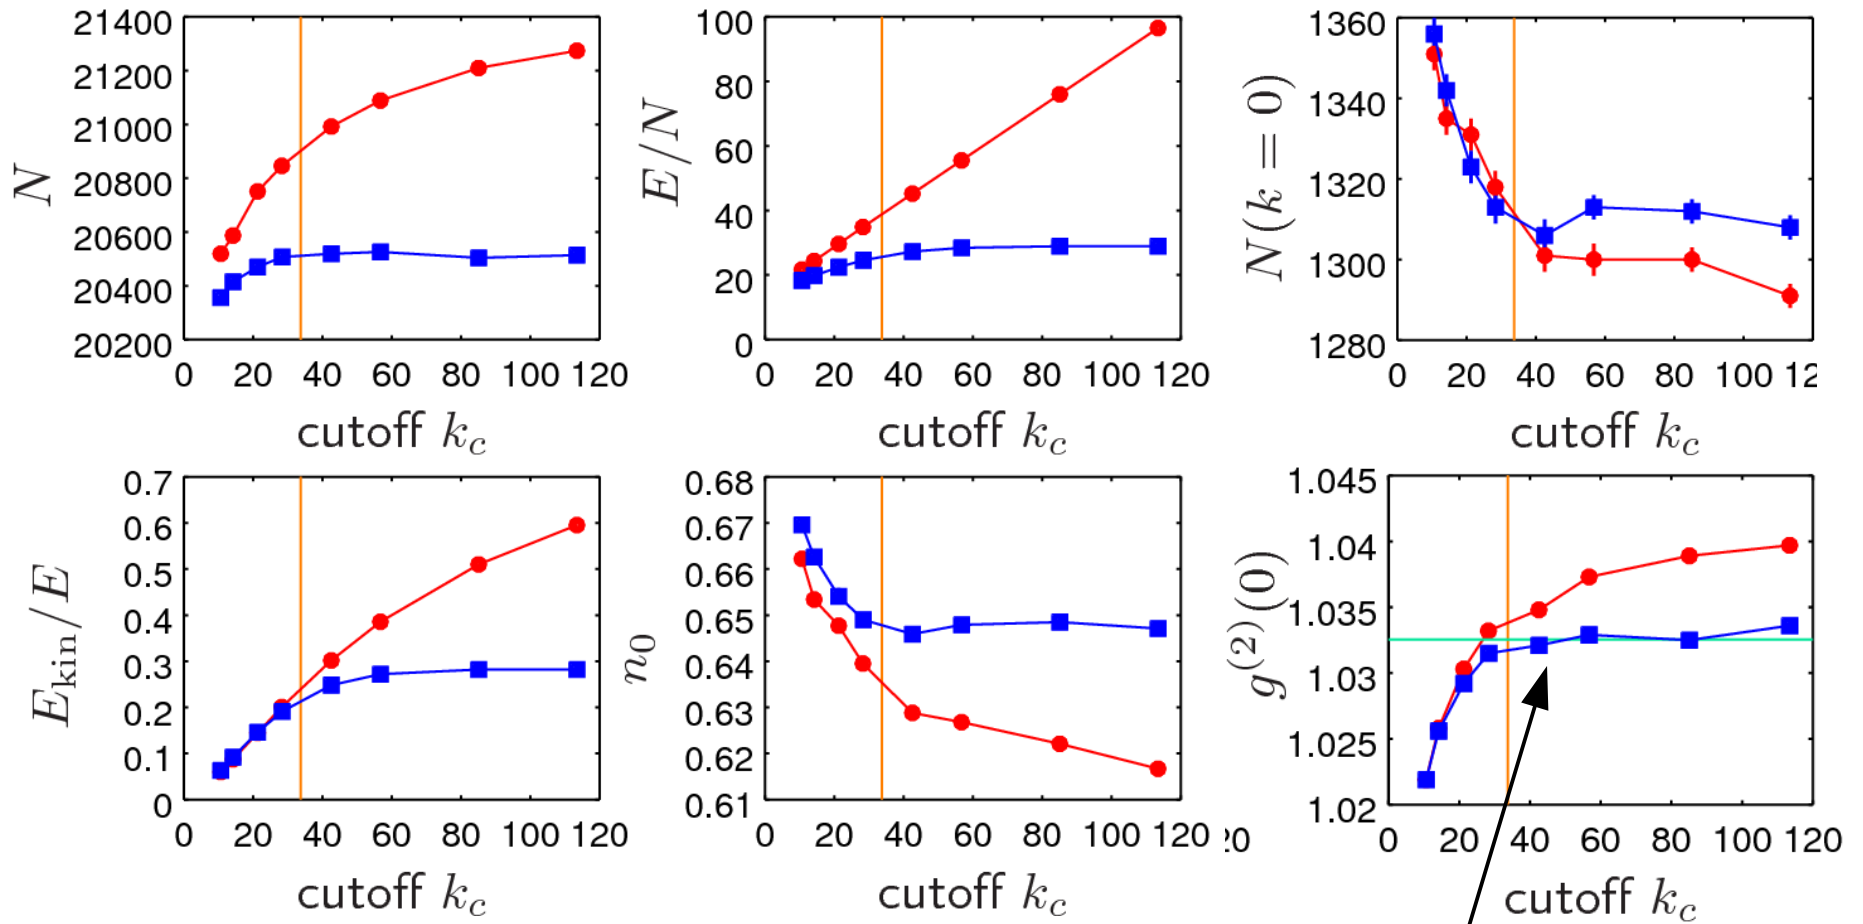 21400
21200
21000
20800
20600
20400
20200
N
0 20 40 60 80 100 120
cutoff k_c
100
80
60
40
20
0
E/N
0 20 40 60 80 100 120
cutoff k_c
1360
1340
1320
1300
1280
N(k = 0)
0 20 40 60 80 100 12
cutoff k_c
0.7
0.6
0.5
0.4
0.3
0.2
0.1
0
E_kin/E
0 20 40 60 80 100 120
cutoff k_c
0.68
0.67
0.66
0.65
0.64
0.63
0.62
0.61
n_0
0 20 40 60 80 100 120
cutoff k_c
20
1.045
1.04
1.035
1.03
1.025
1.02
g^(2)(0)
0 20 40 60 80 100 120
cutoff k_c